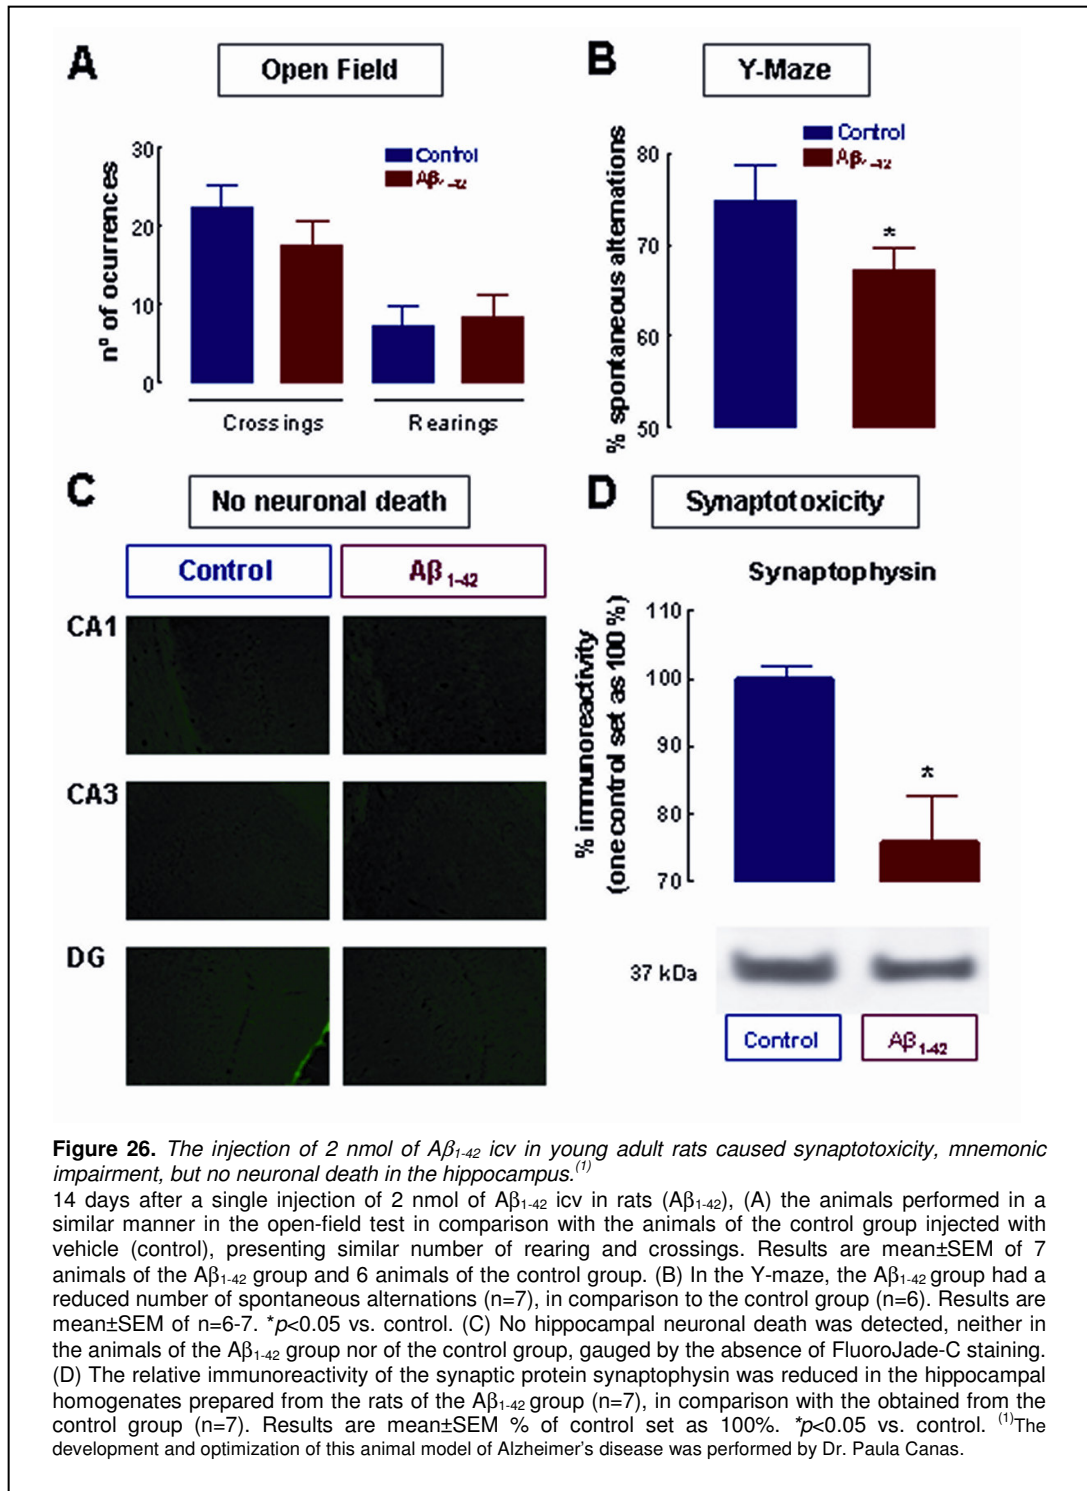 A
Open Field
30
20
10
0
nº of ocurrences
Control
Aβ₁₋₄₂
Crossings
Rearings
B
Y-Maze
Control
Aβ₁₋₄₂
80
70
60
50
% spontaneous alternations
*
C
No neuronal death
Control
Aβ₁₋₄₂
CA1
CA3
DG
D
Synaptotoxicity
Synaptophysin
110
100
90
80
70
% immunoreactivity
(one control set as 100%)
*
37 kDa
Control
Aβ₁₋₄₂
Figure 26. The injection of 2 nmol of Aβ₁₋₄₂ icv in young adult rats caused synaptotoxicity, mnemonic
impairment, but no neuronal death in the hippocampus.⁽¹⁾
14 days after a single injection of 2 nmol of Aβ₁₋₄₂ icv in rats (Aβ₁₋₄₂), (A) the animals performed in a
similar manner in the open-field test in comparison with the animals of the control group injected with
vehicle (control), presenting similar number of rearing and crossings. Results are mean±SEM of 7
animals of the Aβ₁₋₄₂ group and 6 animals of the control group. (B) In the Y-maze, the Aβ₁₋₄₂ group had a
reduced number of spontaneous alternations (n=7), in comparison to the control group (n=6). Results are
mean±SEM of n=6-7. *p<0.05 vs. control. (C) No hippocampal neuronal death was detected, neither in
the animals of the Aβ₁₋₄₂ group nor of the control group, gauged by the absence of FluoroJade-C staining.
(D) The relative immunoreactivity of the synaptic protein synaptophysin was reduced in the hippocampal
homogenates prepared from the rats of the Aβ₁₋₄₂ group (n=7), in comparison with the obtained from the
control group (n=7). Results are mean±SEM % of control set as 100%. *p<0.05 vs. control. ⁽¹⁾The
development and optimization of this animal model of Alzheimer's disease was performed by Dr. Paula Canas.